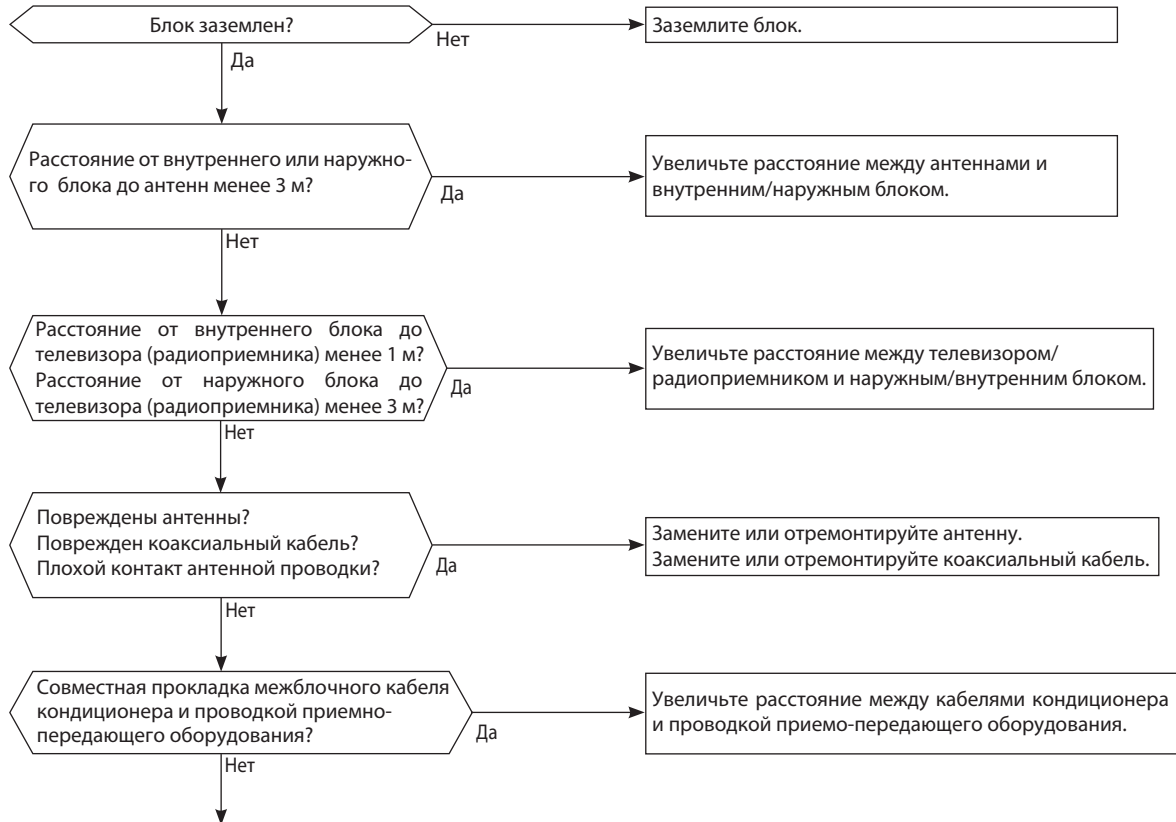 Блок заземлен?
Нет
Заземлите блок.
Да
Расстояние от внутреннего или наружно-
го блока до антенн менее 3 м?
Да
Увеличьте расстояние между антеннами и
внутренним/наружным блоком.
Нет
Расстояние от внутреннего блока до
телевизора (радиоприемника) менее 1 м?
Расстояние от наружного блока до
телевизора (радиоприемника) менее 3 м?
Да
Увеличьте расстояние между телевизором/
радиоприемником и наружным/внутренним блоком.
Нет
Повреждены антенны?
Поврежден коаксиальный кабель?
Плохой контакт антенной проводки?
Да
Замените или отремонтируйте антенну.
Замените или отремонтируйте коаксиальный кабель.
Нет
Совместная прокладка межблочного кабеля
кондиционера и проводкой приемно-
передающего оборудования?
Да
Увеличьте расстояние между кабелями кондиционера
и проводкой приемо-передающего оборудования.
Нет